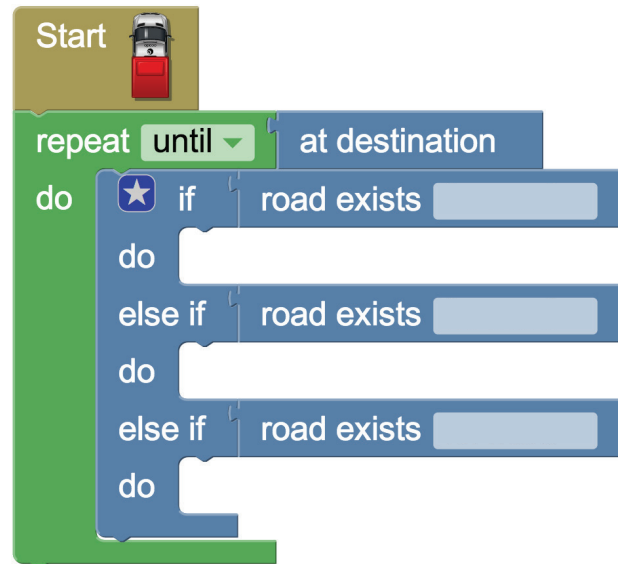 Start
repeat until at destination
do if road exists
do
else if road exists
do
else if road exists
do